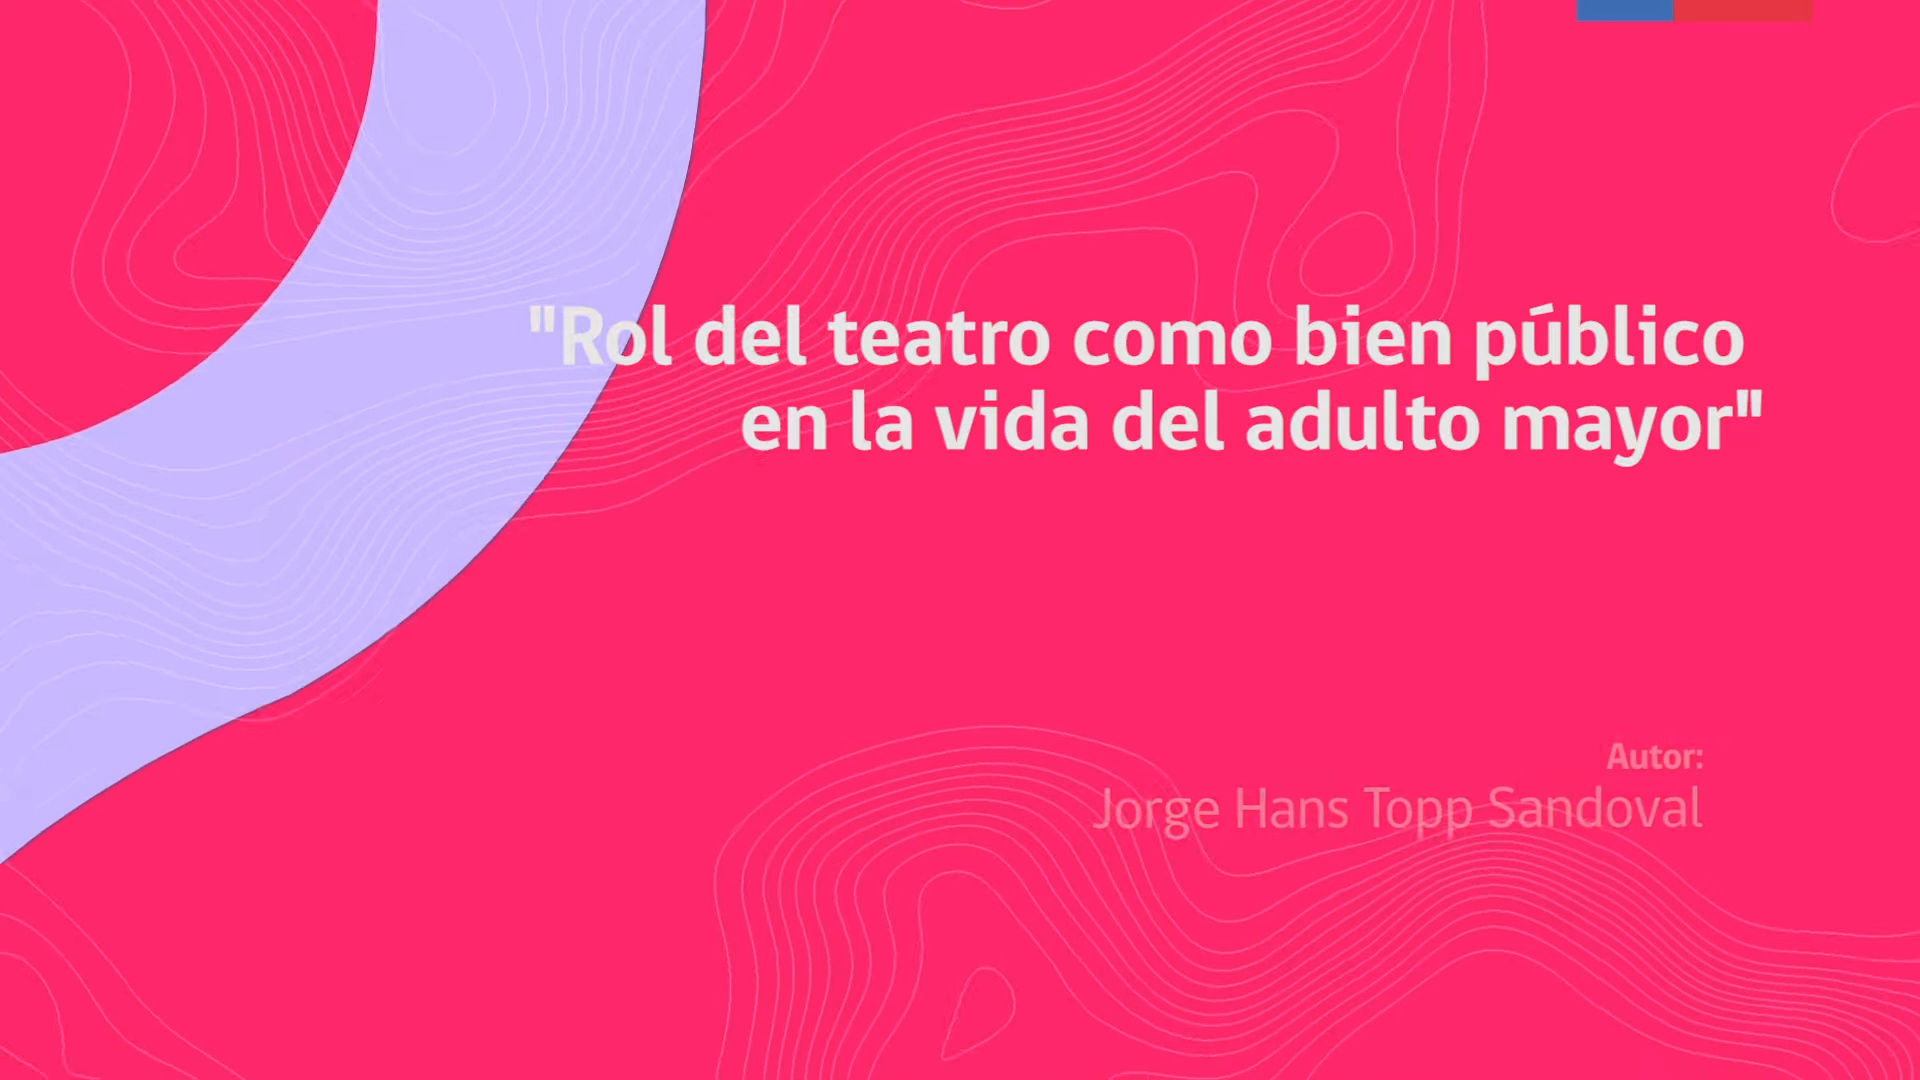 "Rol del teatro como bien público
en la vida del adulto mayor"
Autor:
Jorge Hans Topp Sandoval